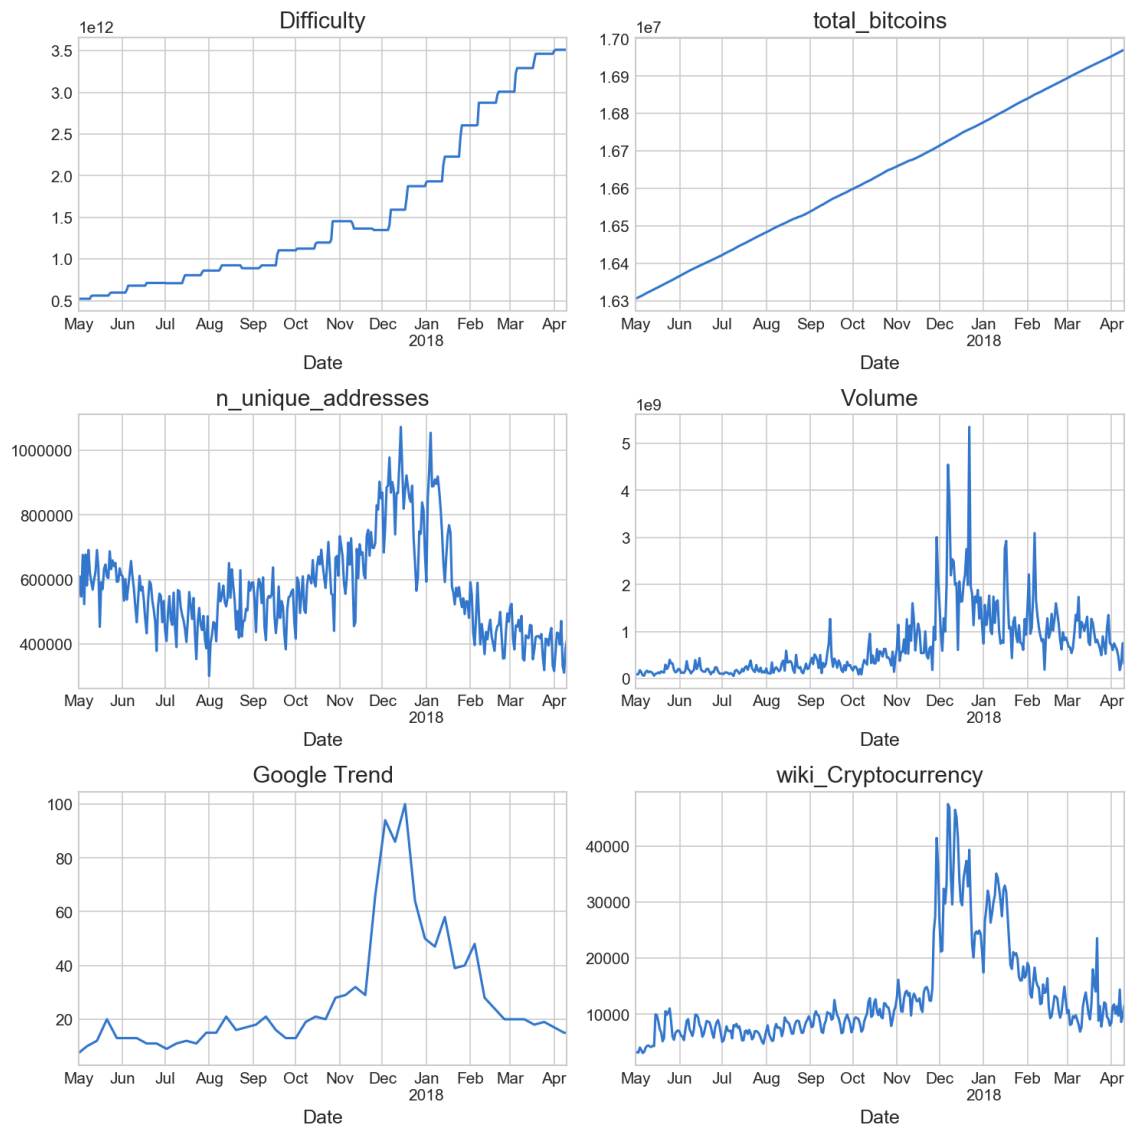 Difficulty
1e12
3.5
3.0
2.5
2.0
1.5
1.0
0.5
May Jun Jul Aug Sep Oct Nov Dec Jan Feb Mar Apr
2018
Date
total_bitcoins
1e7
1.70
1.69
1.68
1.67
1.66
1.65
1.64
1.63
May Jun Jul Aug Sep Oct Nov Dec Jan Feb Mar Apr
2018
Date
n_unique_addresses
1000000
800000
600000
400000
May Jun Jul Aug Sep Oct Nov Dec Jan Feb Mar Apr
2018
Date
Volume
1e9
5
4
3
2
1
0
May Jun Jul Aug Sep Oct Nov Dec Jan Feb Mar Apr
2018
Date
Google Trend
100
80
60
40
20
May Jun Jul Aug Sep Oct Nov Dec Jan Feb Mar Apr
2018
Date
wiki_Cryptocurrency
40000
30000
20000
10000
May Jun Jul Aug Sep Oct Nov Dec Jan Feb Mar Apr
2018
Date